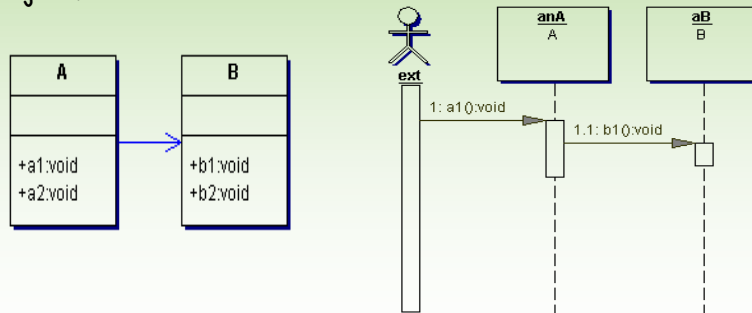 A
+a1:void
+a2:void
B
+b1:void
+b2:void
ext
anA
A
aB
B
1: a1():void
1.1: b1():void